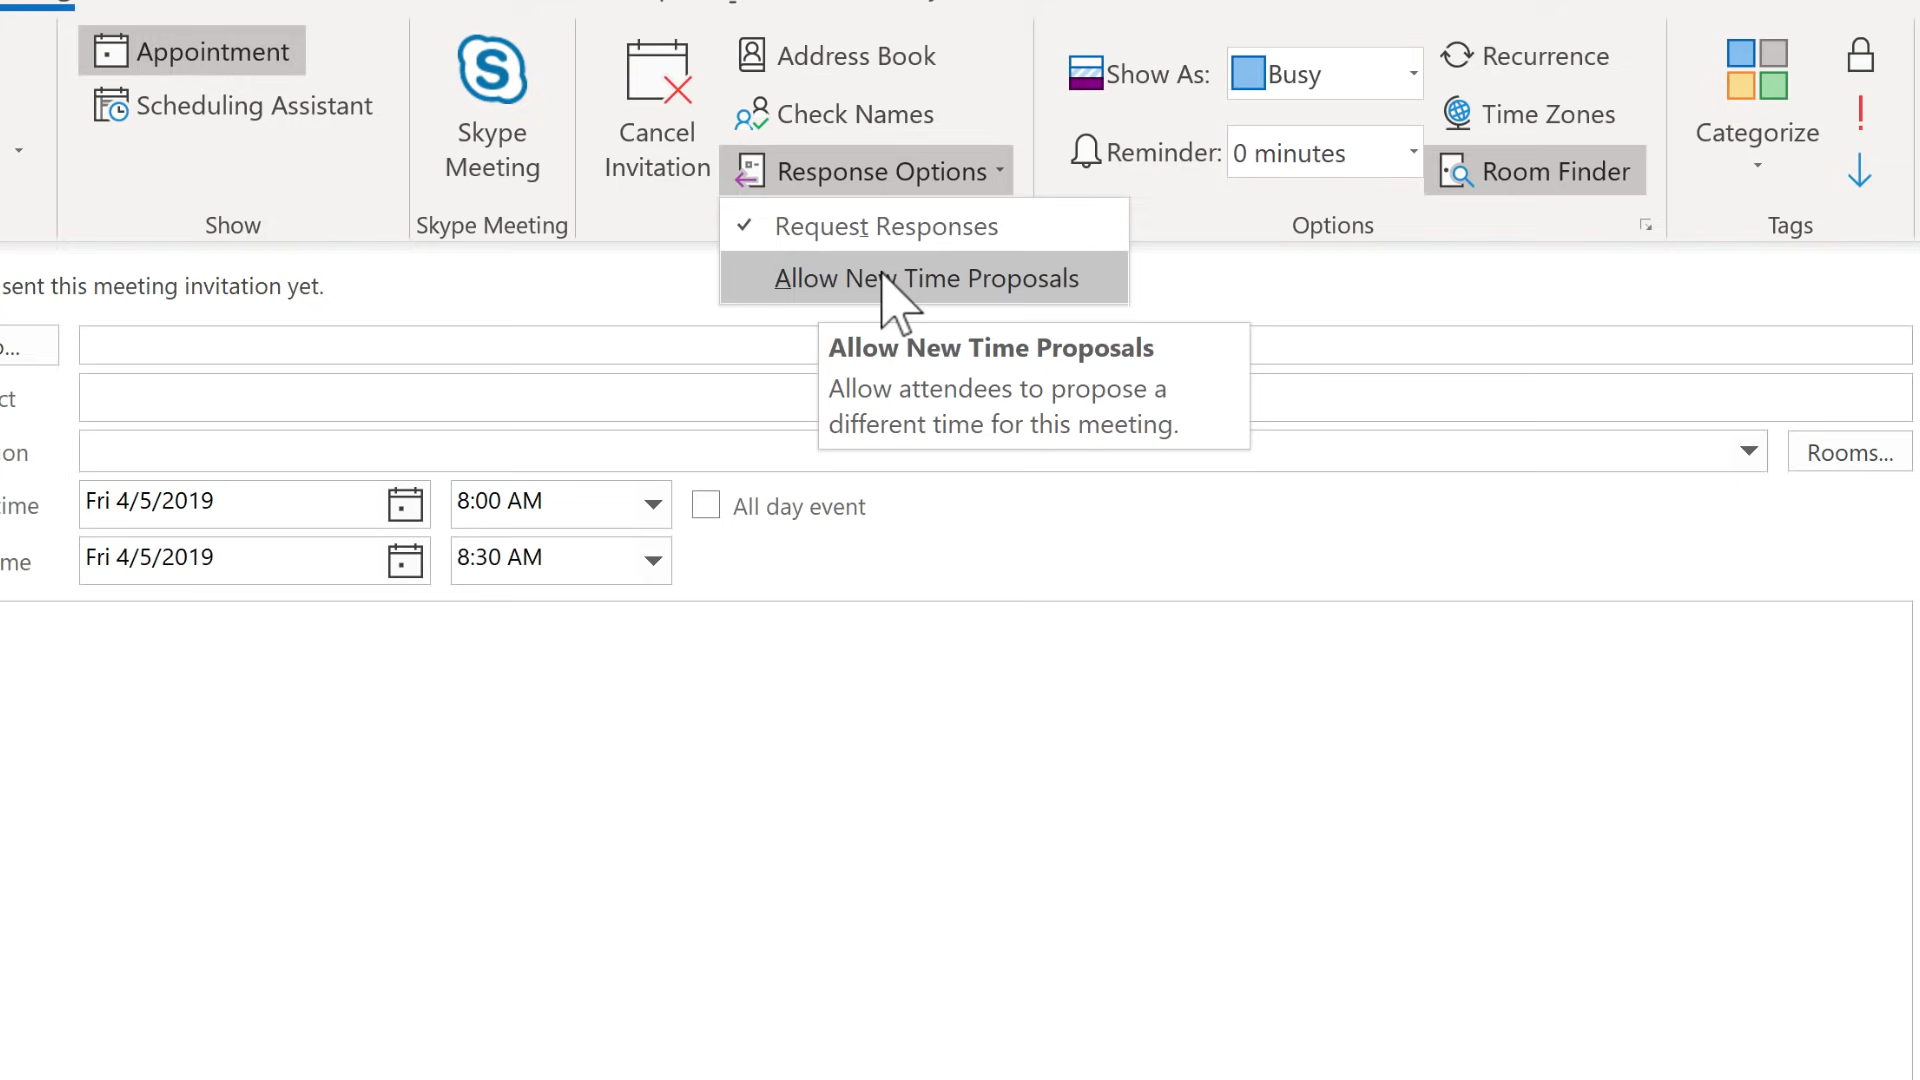 Appointment
Scheduling Assistant
Show
Skype
Meeting
Skype Meeting
Cancel
Invitation
Address Book
Check Names
Response Options
Request Responses
Allow New Time Proposals
Allow New Time Proposals
Allow attendees to propose a
different time for this meeting.
Show As: Busy
Reminder: 0 minutes
Recurrence
Time Zones
Room Finder
Options
Categorize
Tags
sent this meeting invitation yet.
Rooms...
Fri 4/5/2019 8:00 AM All day event
Fri 4/5/2019 8:30 AM